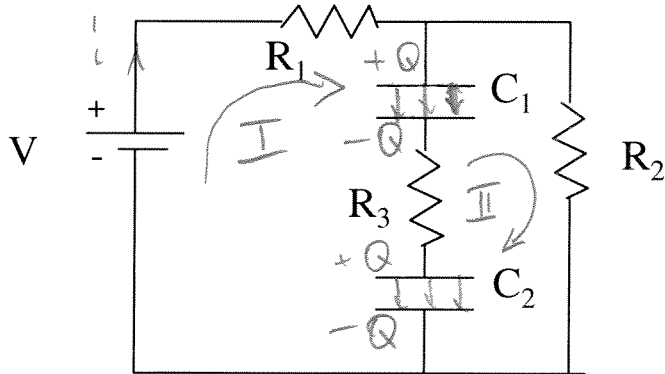 i
R₁
+Q
+
V
-
I
-Q
C₁
R₂
R₃
II
+Q
C₂
-Q